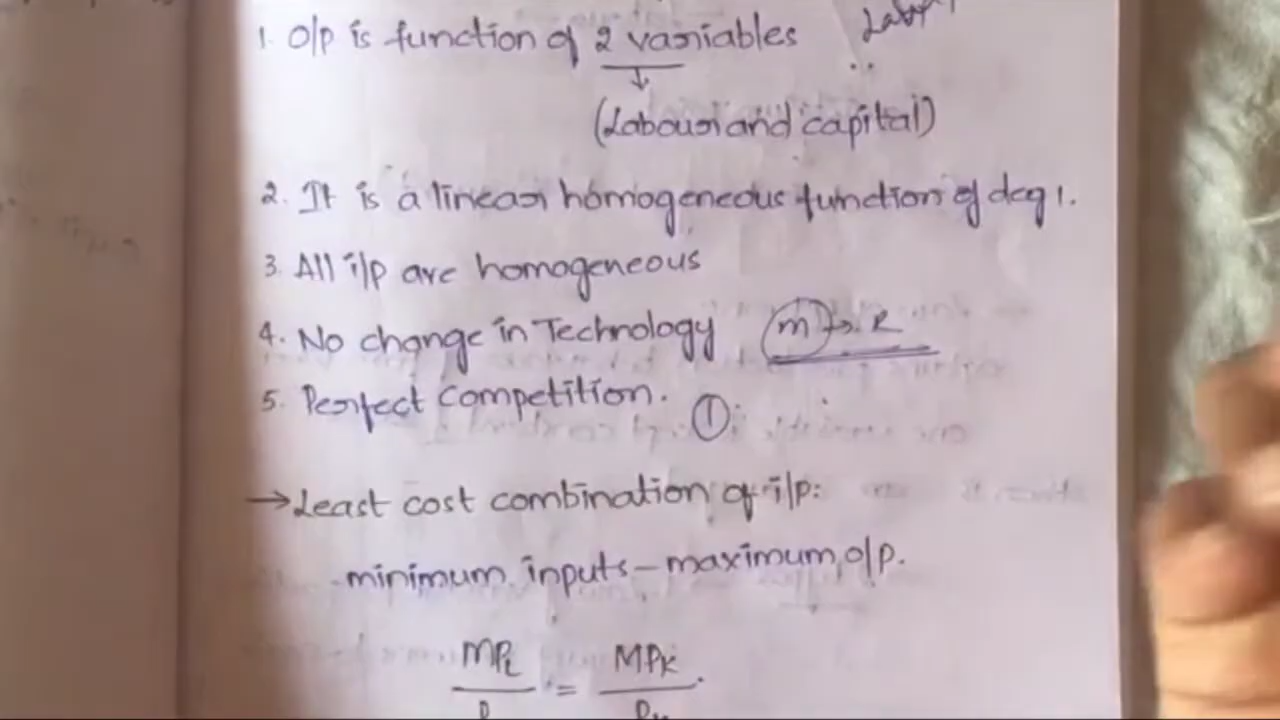 1. O/p is function of 2 variables
(Labour and capital)
2. It is a linear homogeneous function of deg 1.
3. All i/p are homogeneous
4. No change in Technology m → R
5. Perfect competition. ①
→ Least cost combination of i/p:
minimum inputs – maximum o/p.
MPL = MPK.
P